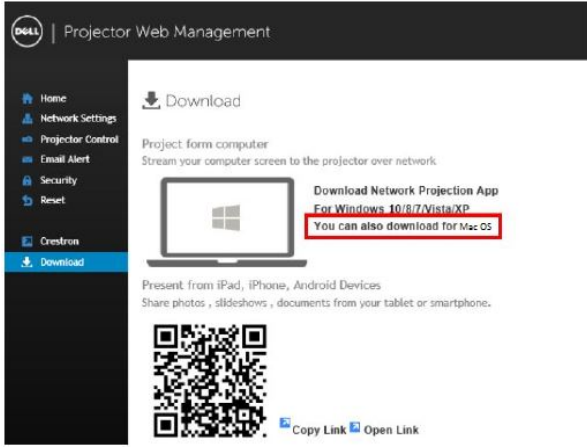 DELL | Projector Web Management
Home
Network Settings
Projector Control
Email Alert
Security
Reset
Crestron
Download
Download
Project form computer
Stream your computer screen to the projector over network
Download Network Projection App
For Windows 10/8/7/Vista/XP
You can also download for Mac OS
Present from iPad, iPhone, Android Devices
Share photos , slideshows , documents from your tablet or smartphone.
Copy Link Open Link